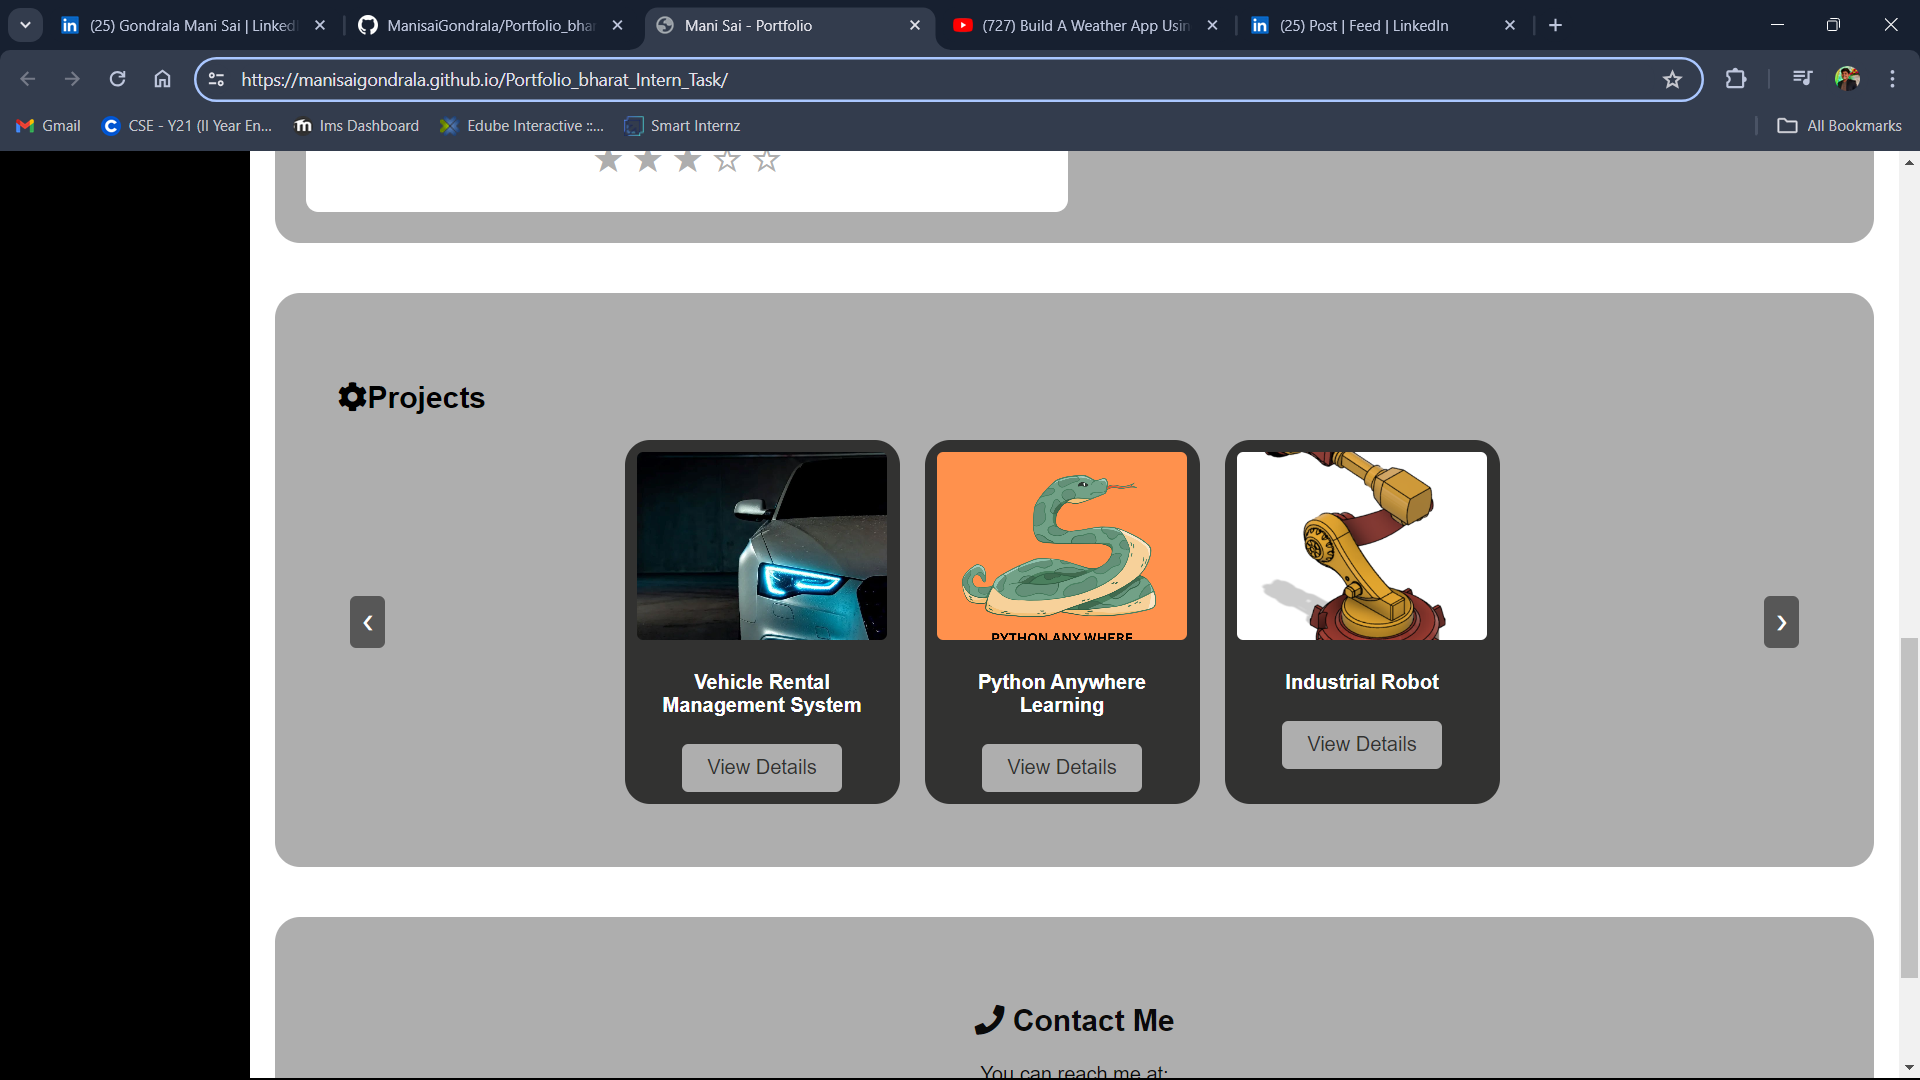 (25) Gondrala Mani Sai | LinkedI
ManisaiGondrala/Portfolio_bhar
Mani Sai - Portfolio
(727) Build A Weather App Usin
(25) Post | Feed | LinkedIn
https://manisaigondrala.github.io/Portfolio_bharat_Intern_Task/
Gmail
CSE - Y21 (II Year En...
lms Dashboard
Edube Interactive ::...
Smart Internz
All Bookmarks
Projects
PYTHON ANY WHERE
Vehicle Rental
Management System
Python Anywhere
Learning
Industrial Robot
View Details
View Details
View Details
Contact Me
You can reach me at: